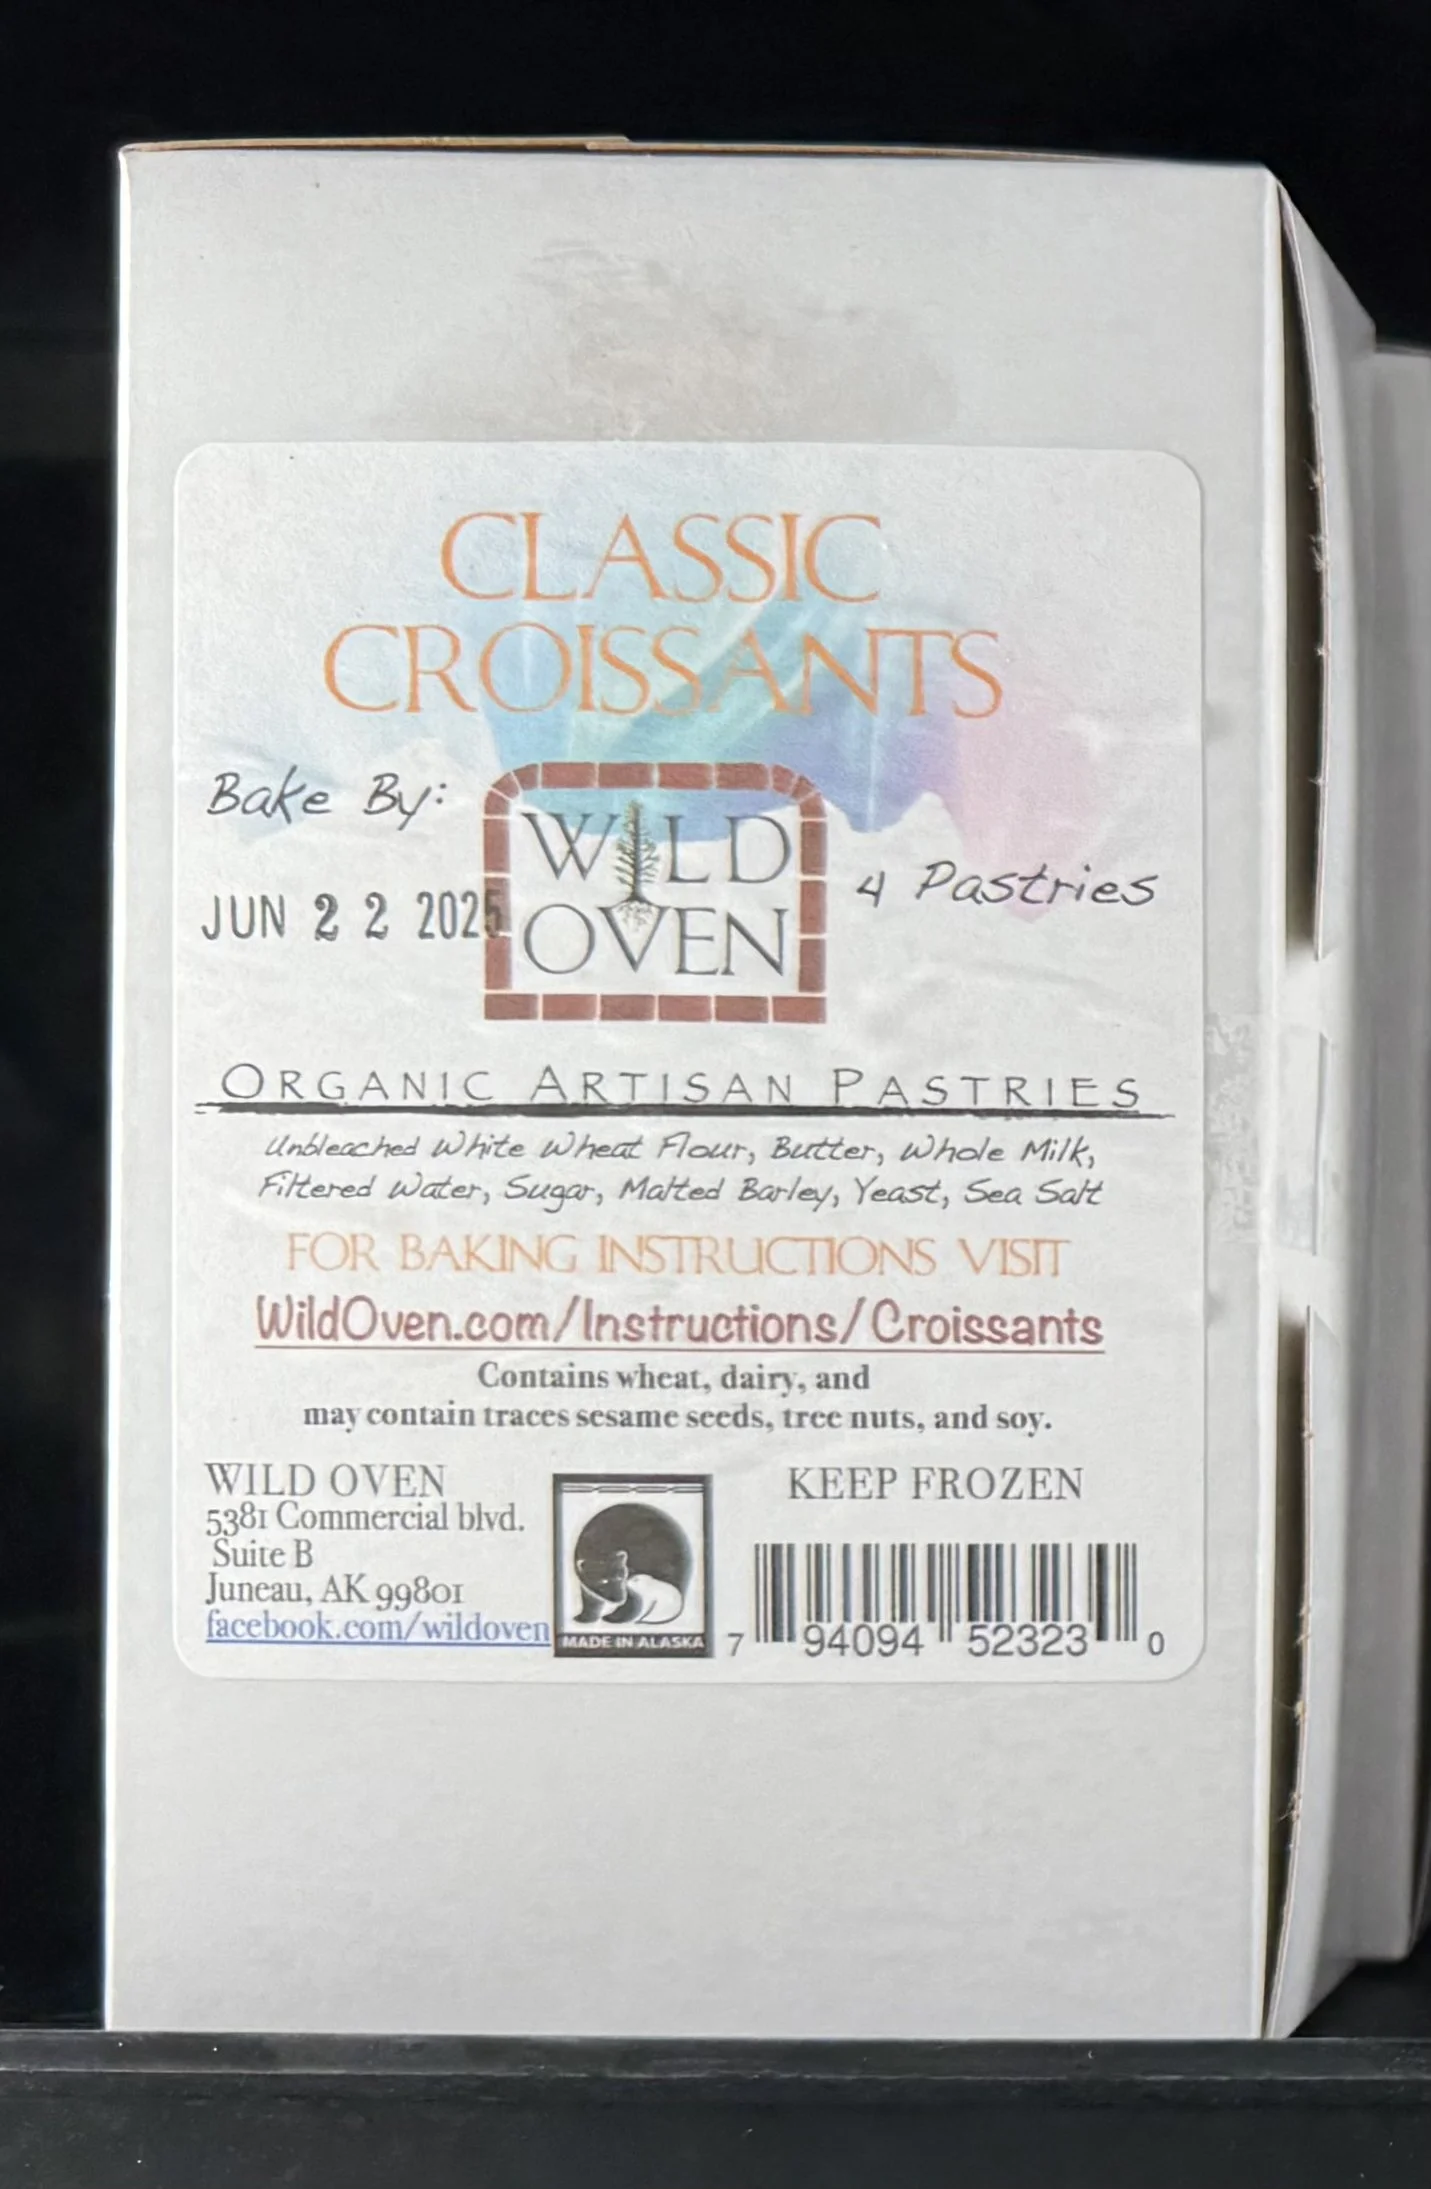 CLASSIC
CROISSANTS
Bake By:
JUN 22 2025
WILD
OVEN
4 Pastries
ORGANIC ARTISAN PASTRIES
Unbleached White Wheat Flour, Butter, Whole Milk,
Filtered Water, Sugar, Malted Barley, Yeast, Sea Salt
FOR BAKING INSTRUCTIONS VISIT
WildOven.com/Instructions/Croissants
Contains wheat, dairy, and
may contain traces sesame seeds, tree nuts, and soy.
WILD OVEN
5381 Commercial blvd.
Suite B
Juneau, AK 99801
facebook.com/wildoven
MADE IN ALASKA
KEEP FROZEN
7 94094 52323 0